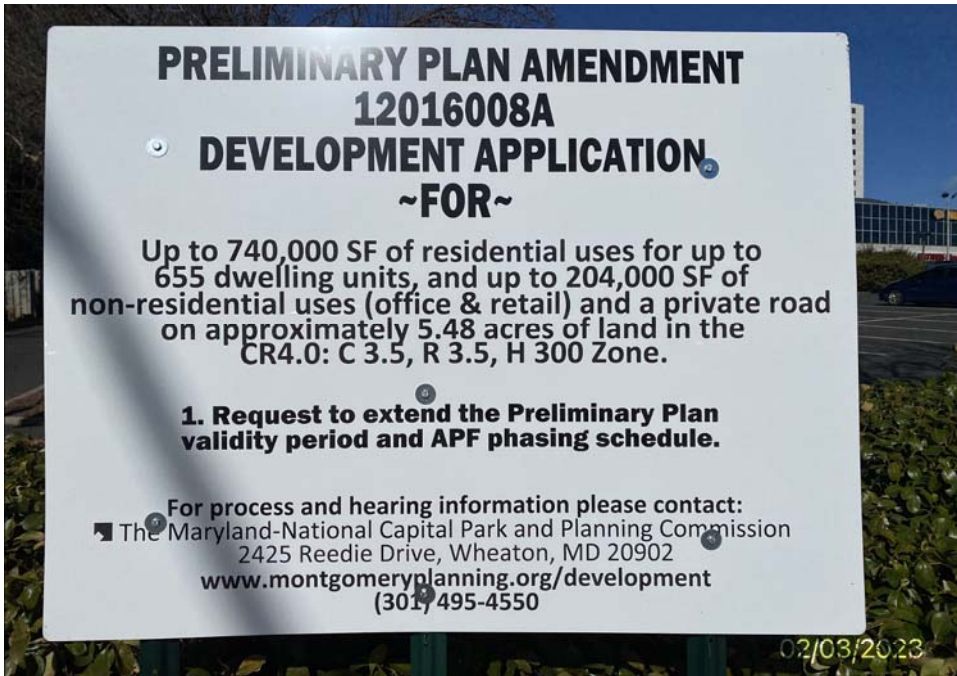 PRELIMINARY PLAN AMENDMENT
12016008A
DEVELOPMENT APPLICATION
~FOR~
Up to 740,000 SF of residential uses for up to
655 dwelling units, and up to 204,000 SF of
non-residential uses (office & retail) and a private road
on approximately 5.48 acres of land in the
CR4.0: C 3.5, R 3.5, H 300 Zone.
1. Request to extend the Preliminary Plan
validity period and APF phasing schedule.
For process and hearing information please contact:
The Maryland-National Capital Park and Planning Commission
2425 Reedie Drive, Wheaton, MD 20902
www.montgomeryplanning.org/development
(301) 495-4550
02/03/2023